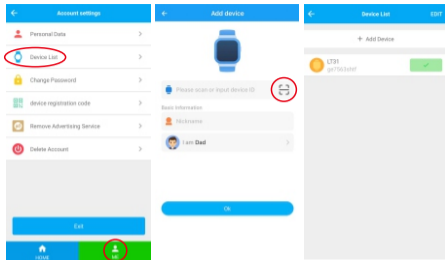 Account settings
Personal Data
Device List
Change Password
device registration code
Remove Advertising Service
Delete Account
Exit
HOME
ME
Add device
Please scan or input device ID
Basic Information
Nickname
I am Dad
Ok
Device List
EDIT
+ Add Device
LT31